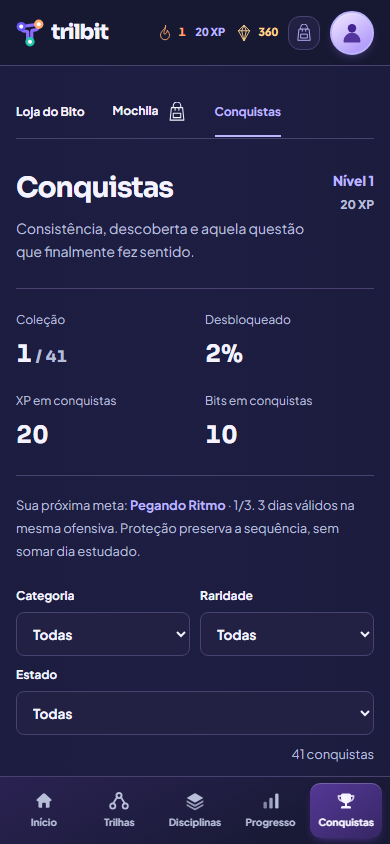 trilbit
1
20 XP
360
Loja do Bito
Mochila
Conquistas
Conquistas
Nível 1
20 XP
Consistência, descoberta e aquela questão
que finalmente fez sentido.
Coleção
Desbloqueado
1 / 41
2%
XP em conquistas
Bits em conquistas
20
10
Sua próxima meta: Pegando Ritmo · 1/3. 3 dias válidos na
mesma ofensiva. Proteção preserva a sequência, sem
somar dia estudado.
Categoria
Raridade
Todas
Todas
Estado
Todas
41 conquistas
Início
Trilhas
Disciplinas
Progresso
Conquistas